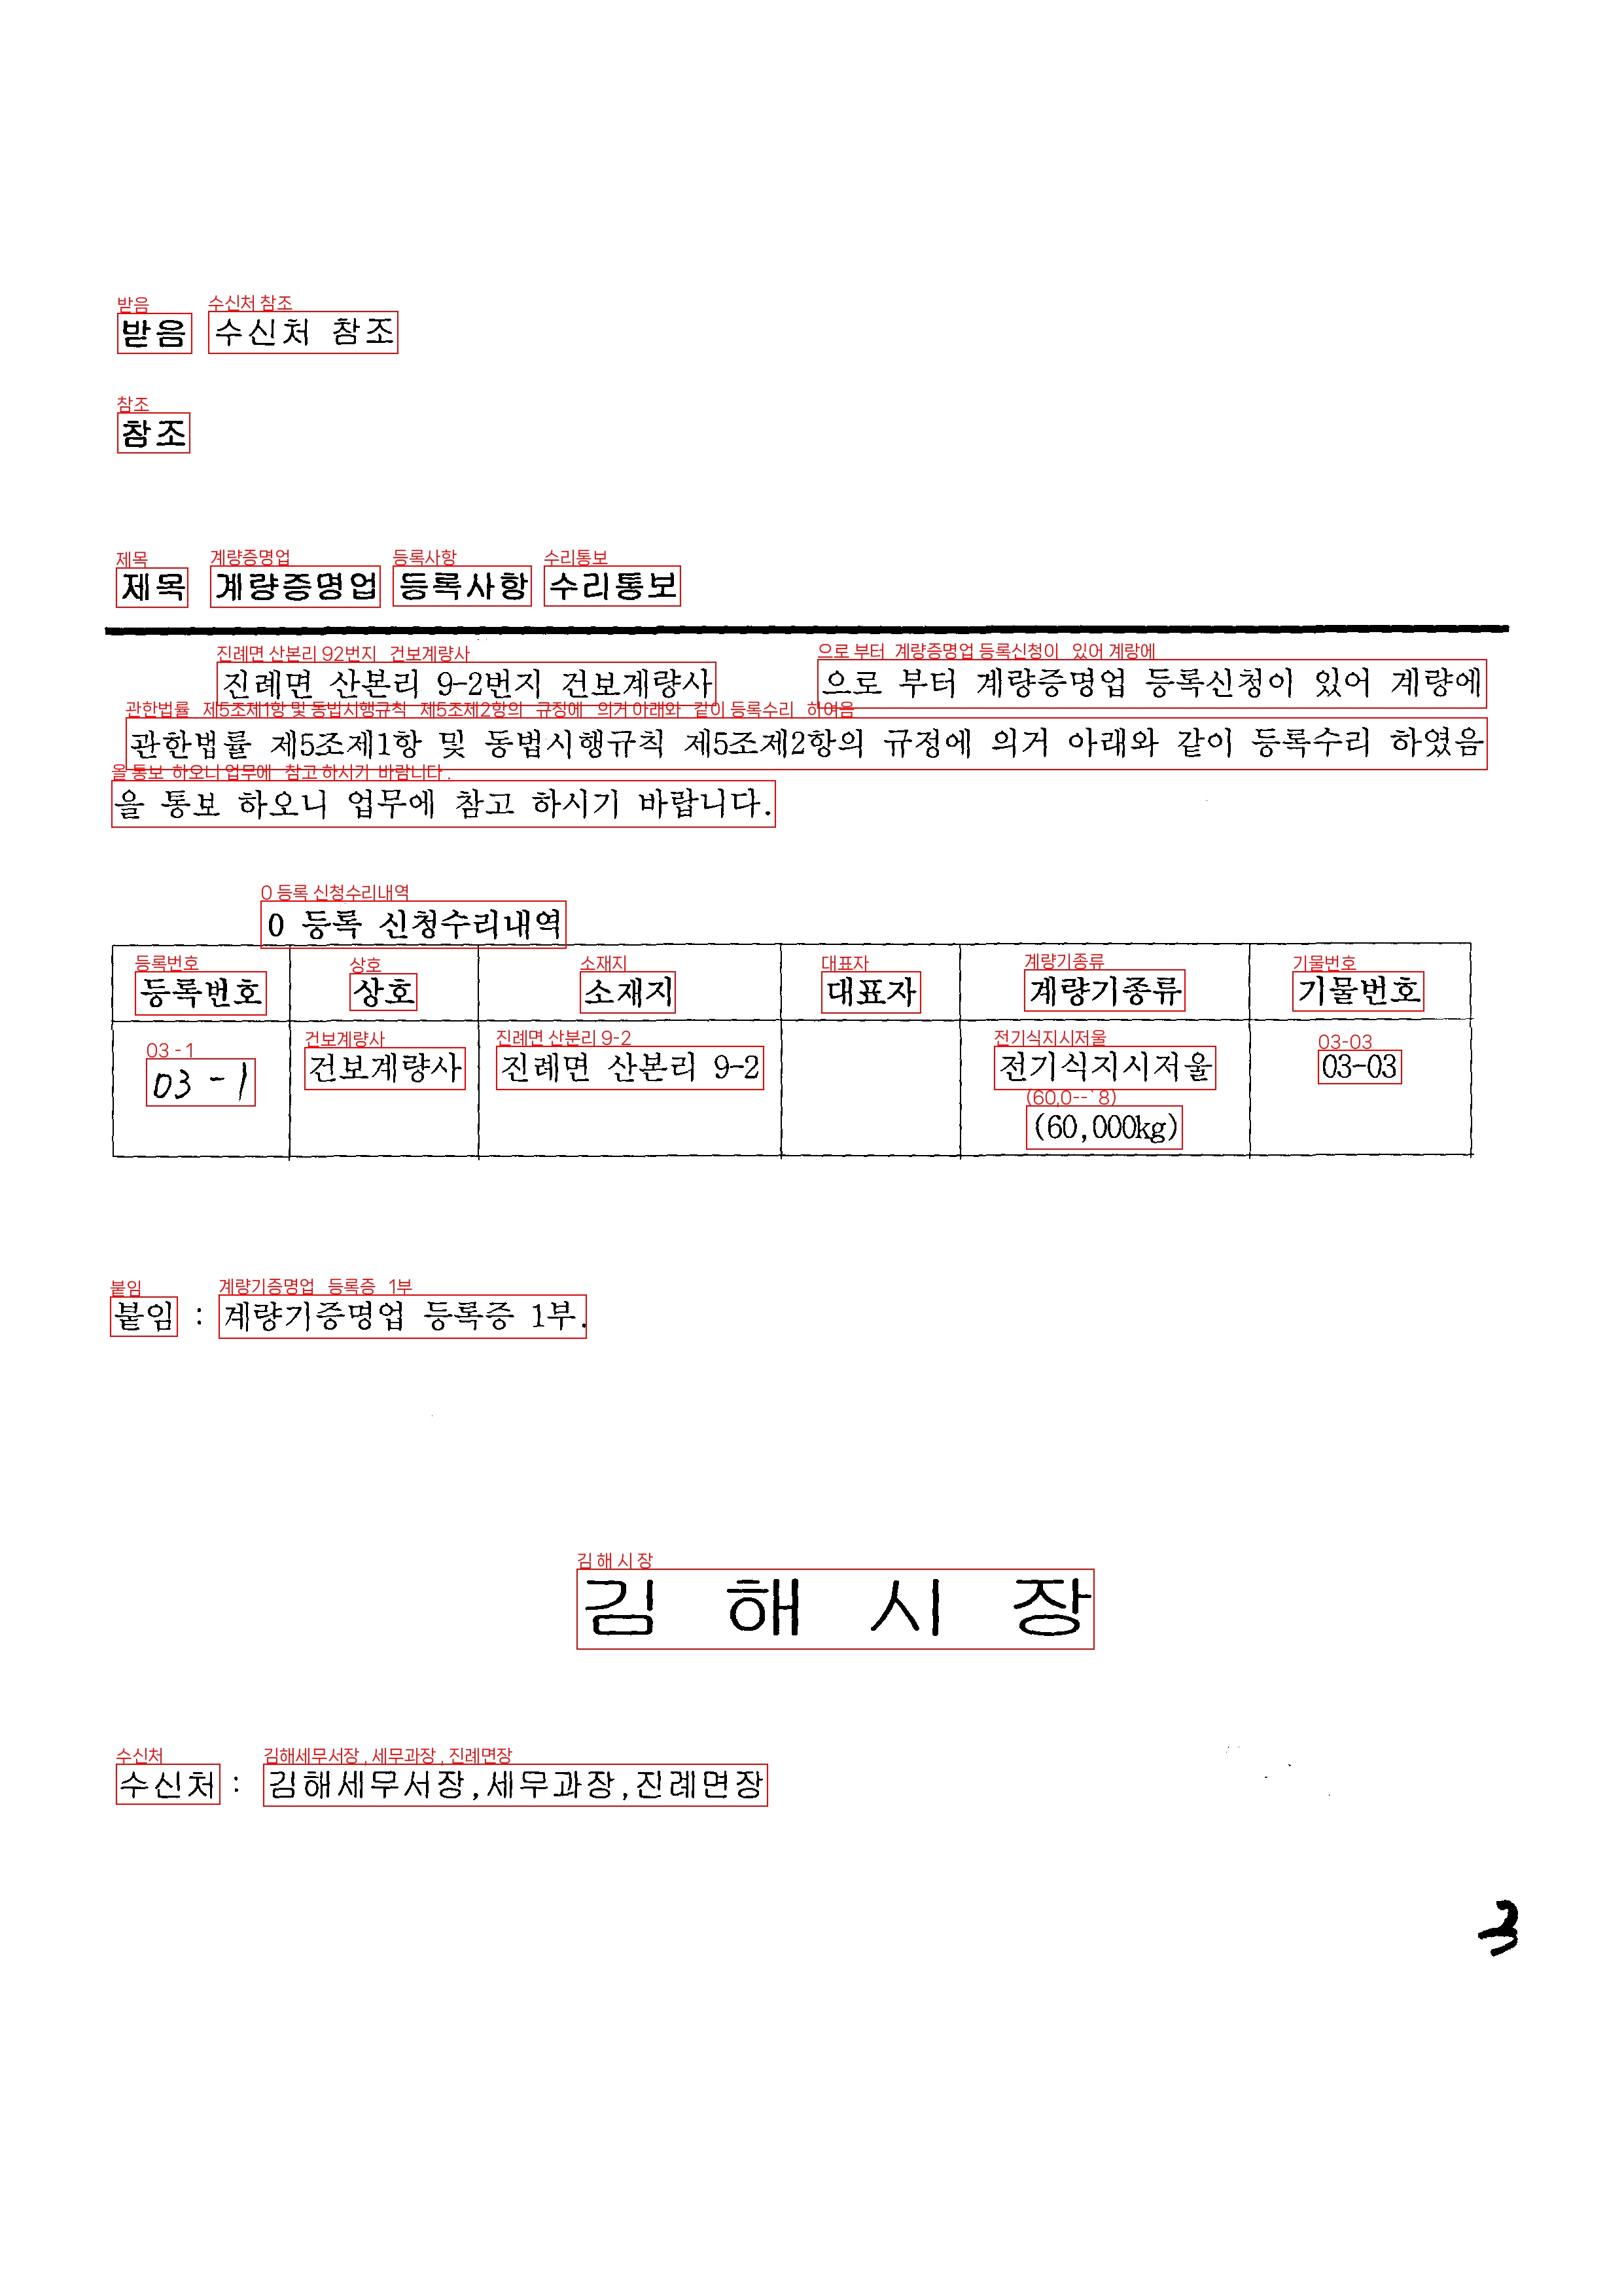 받음 수신처 참조
참조
제목 계량증명업 등록사항 수리통보
진례면 산본리 9-2번지 건보계량사 으로 부터 계량증명업 등록신청이 있어 계량에
관한법률 제5조제1항 및 동법시행규칙 제5조제2항의 규정에 의거 아래와 같이 등록수리 하였음
을 통보 하오니 업무에 참고 하시기 바랍니다.
0 등록 신청수리내역
등록번호 상호 소재지 대표자 계량기종류 기물번호
03 - 1 건보계량사 진례면 산본리 9-2 전기식지시저울 03-03
(60,000kg)
붙임 : 계량기증명업 등록증 1부.
김 해 시 장
수신처 : 김해세무서장,세무과장,진례면장
3